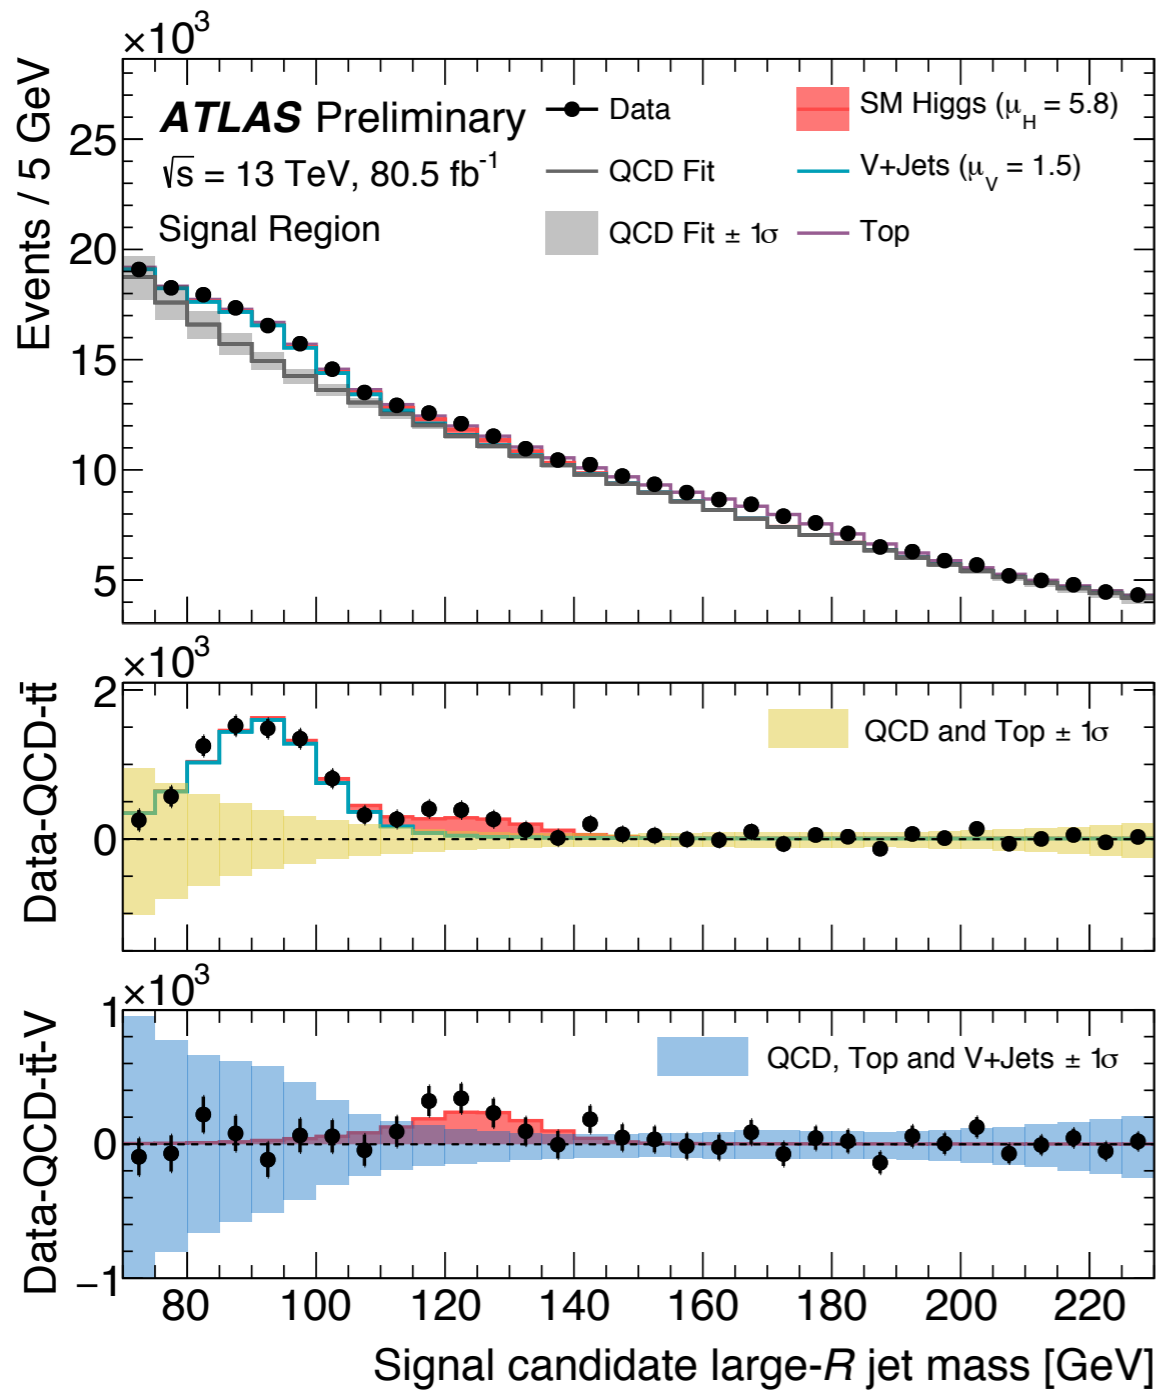 ×10³
Events / 5 GeV
25
20
15
10
5
ATLAS Preliminary
√s = 13 TeV, 80.5 fb⁻¹
Signal Region
Data
QCD Fit
QCD Fit ± 1σ
SM Higgs (μ_H = 5.8)
V+Jets (μ_V = 1.5)
Top
×10³
Data-QCD-tt̄
2
0
QCD and Top ± 1σ
×10³
Data-QCD-tt̄-V
1
0
−1
QCD, Top and V+Jets ± 1σ
80 100 120 140 160 180 200 220
Signal candidate large-R jet mass [GeV]